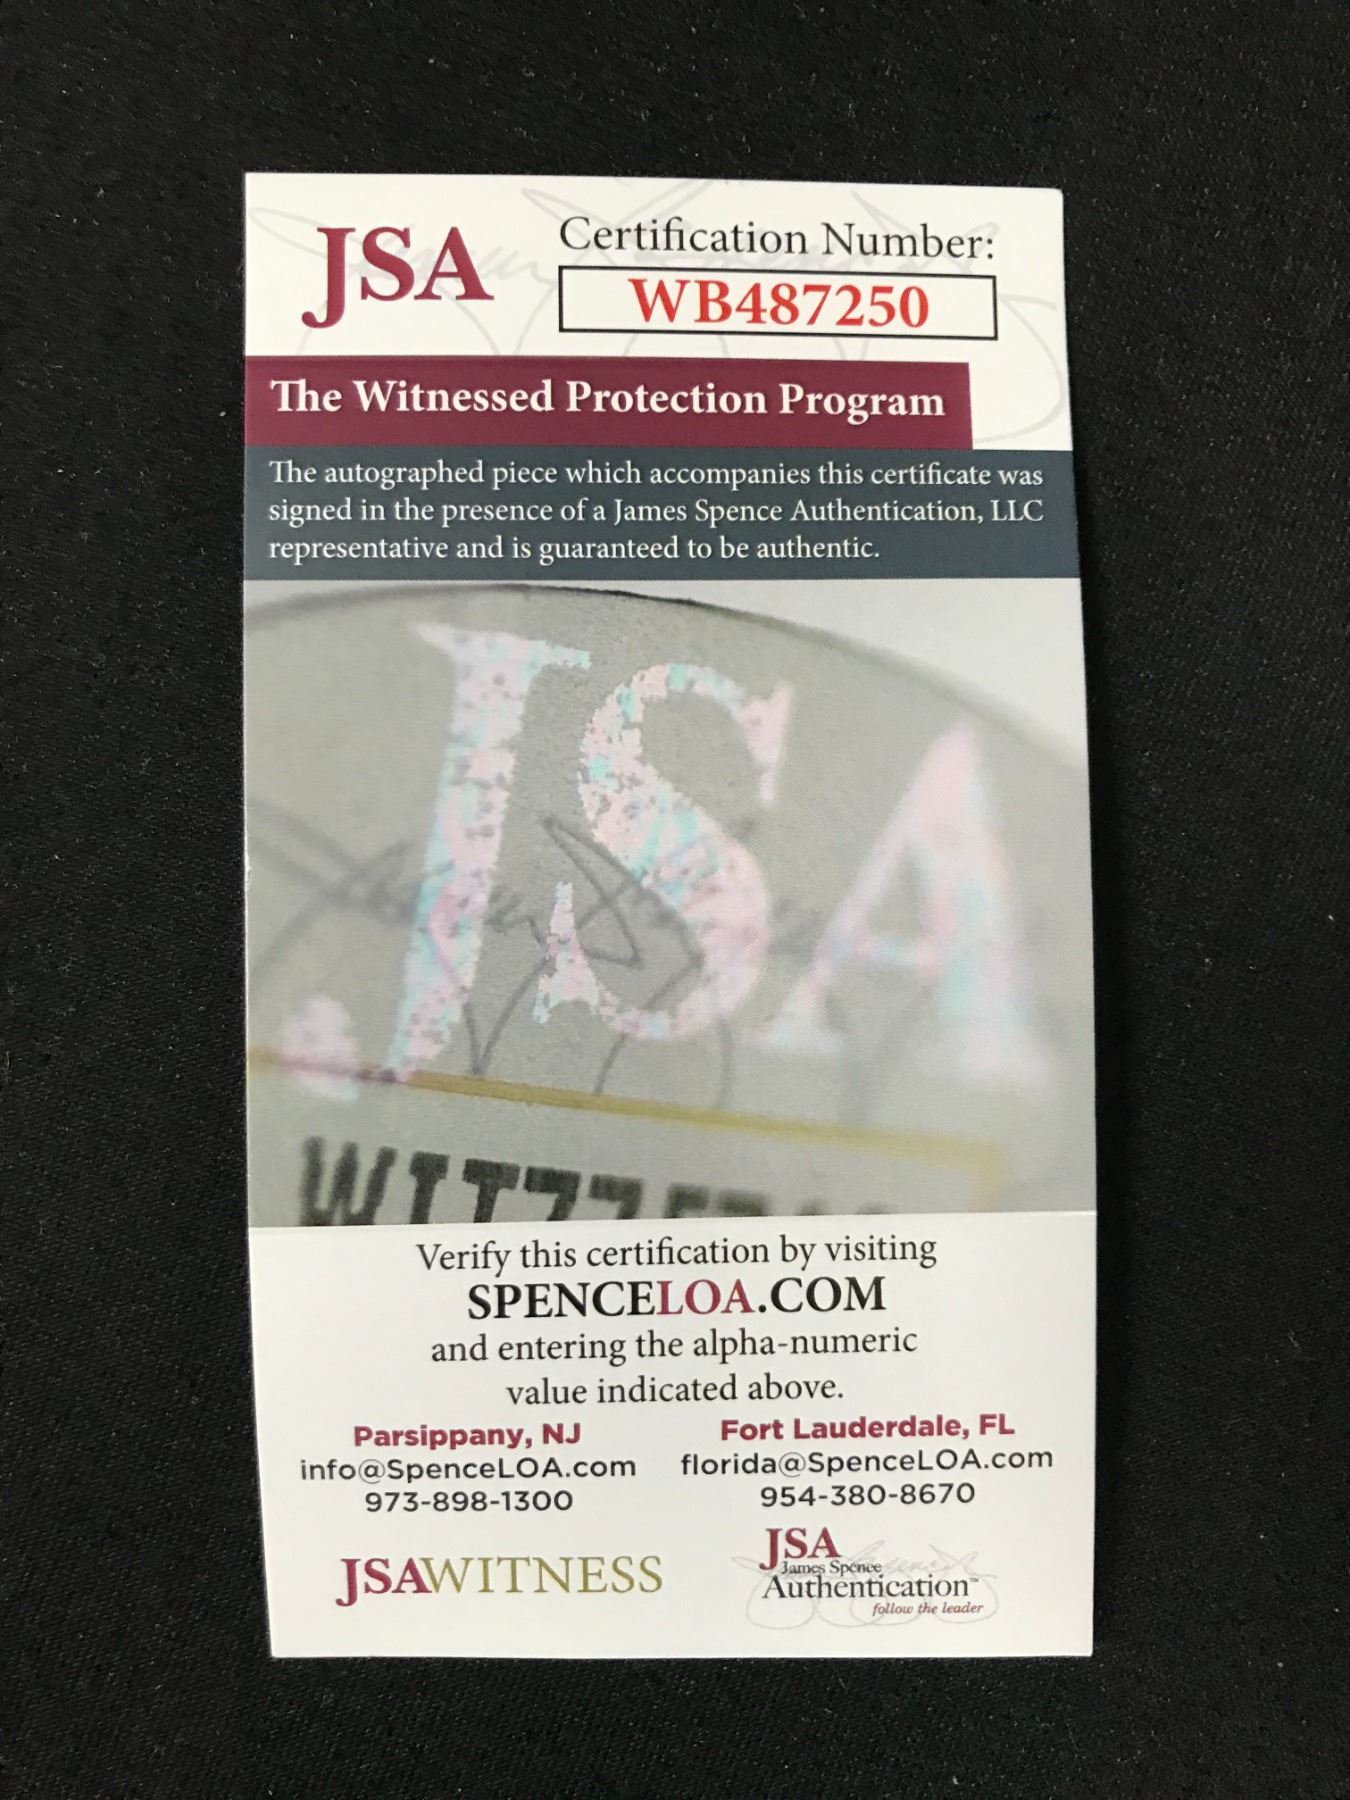 JSA
Certification Number:
WB487250
The Witnessed Protection Program
The autographed piece which accompanies this certificate was
signed in the presence of a James Spence Authentication, LLC
representative and is guaranteed to be authentic.
JSA
Verify this certification by visiting
SPENCELOA.COM
and entering the alpha-numeric
value indicated above.
Parsippany, NJ
info@SpenceLOA.com
973-898-1300
Fort Lauderdale, FL
florida@SpenceLOA.com
954-380-8670
JSAWITNESS
JSA
James Spence
Authentication™
follow the leader